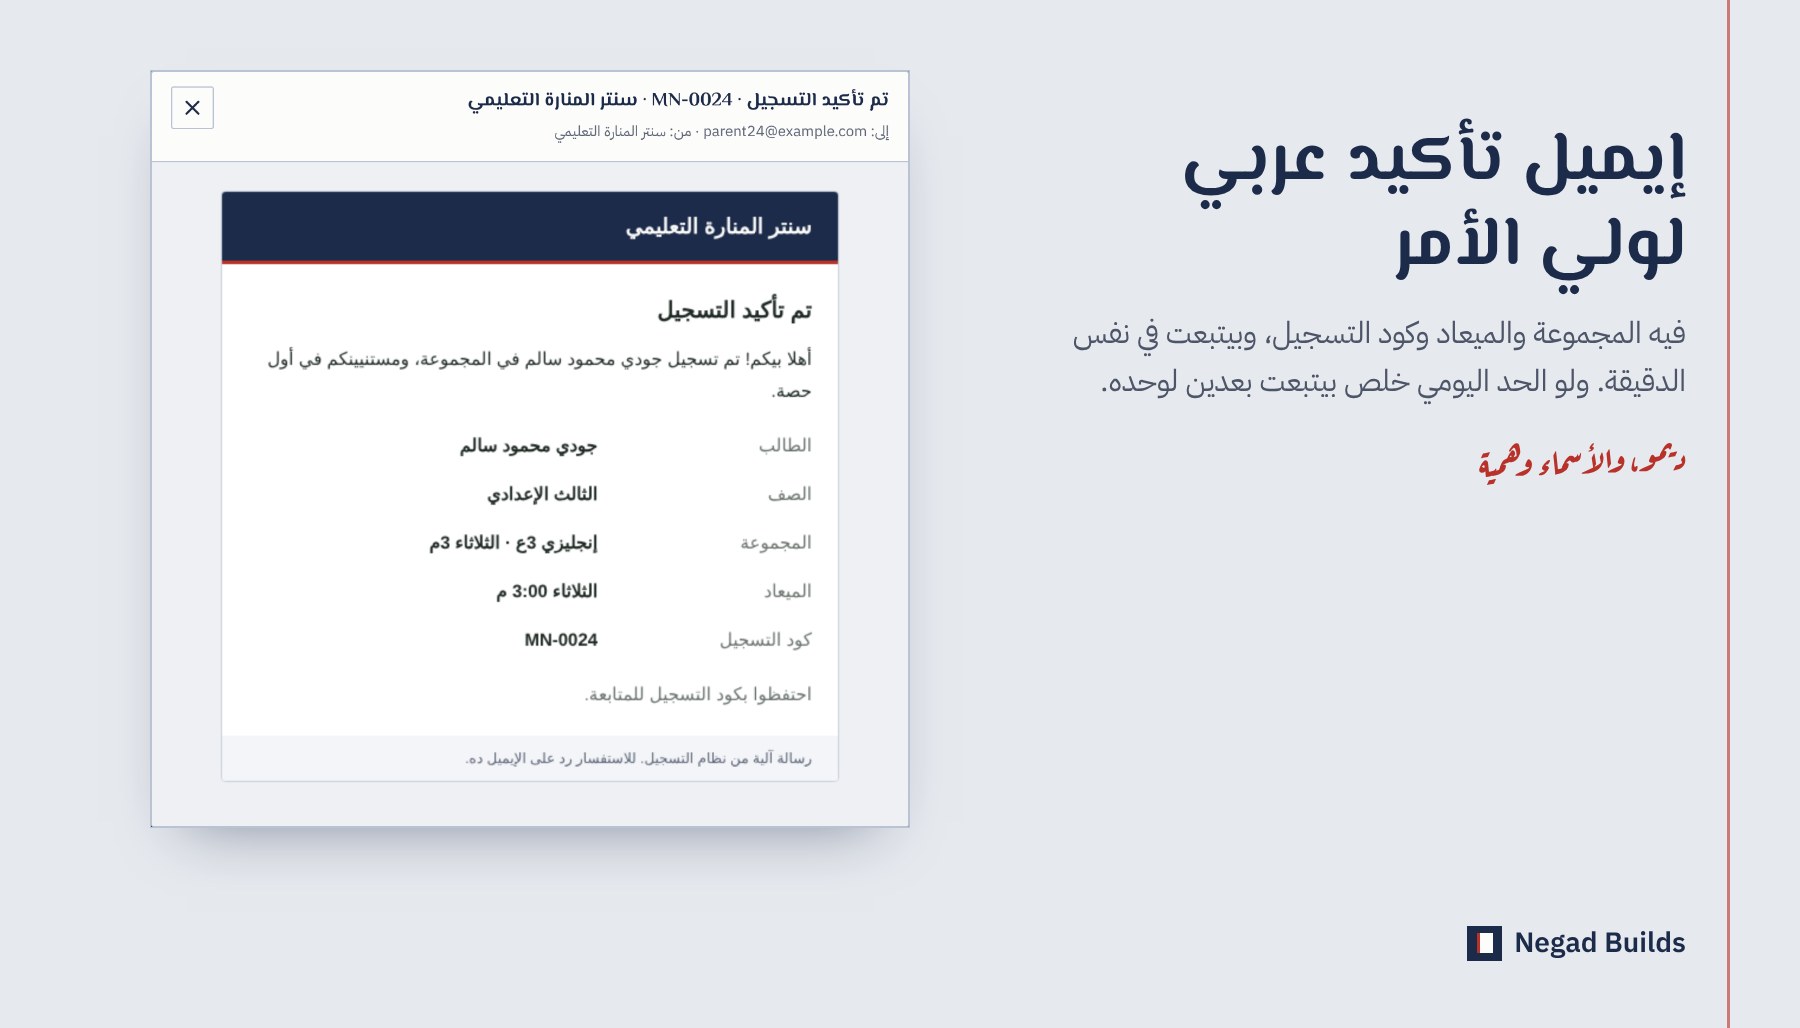 إيميل تأكيد عربي
لولي الأمر
فيه المجموعة والميعاد وكود التسجيل، وبيتبعت في نفس
الدقيقة. ولو الحد اليومي خلص بيتبعت بعدين لوحده.
ديمو، والأسماء وهمية
تم تأكيد التسجيل · MN-0024 · سنتر المنارة التعليمي
إلى: parent24@example.com · من: سنتر المنارة التعليمي
سنتر المنارة التعليمي
تم تأكيد التسجيل
أهلا بيكم! تم تسجيل جودي محمود سالم في المجموعة، ومستنيينكم في أول
حصة.
الطالب جودي محمود سالم
الصف الثالث الإعدادي
المجموعة إنجليزي 3ع · الثلاثاء 3م
الميعاد الثلاثاء 3:00 م
كود التسجيل MN-0024
احتفظوا بكود التسجيل للمتابعة.
رسالة آلية من نظام التسجيل. للاستفسار رد على الإيميل ده.
Negad Builds